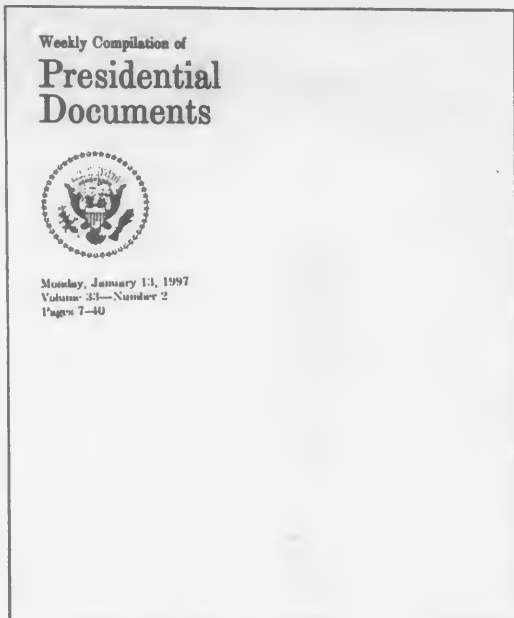 Weekly Compilation of
Presidential
Documents
Monday, January 13, 1997
Volume 33—Number 2
Pages 7–40